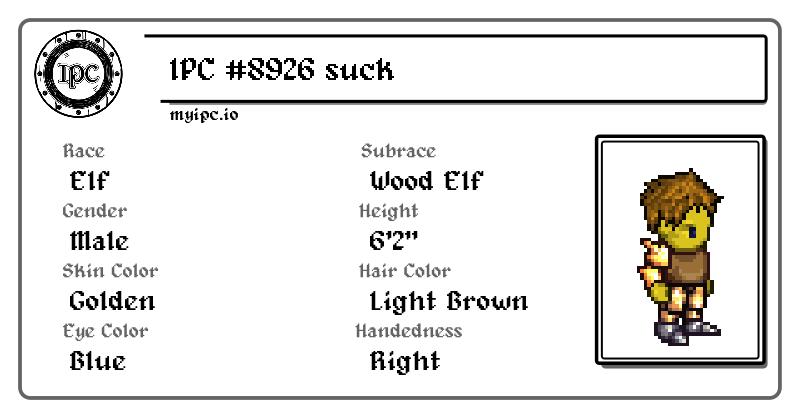 IPC
IPC #8926 suck
myipc.io
Race
Subrace
Elf
Wood Elf
Gender
Height
Male
6'2"
Skin Color
Hair Color
Golden
Light Brown
Eye Color
Handedness
Blue
Right